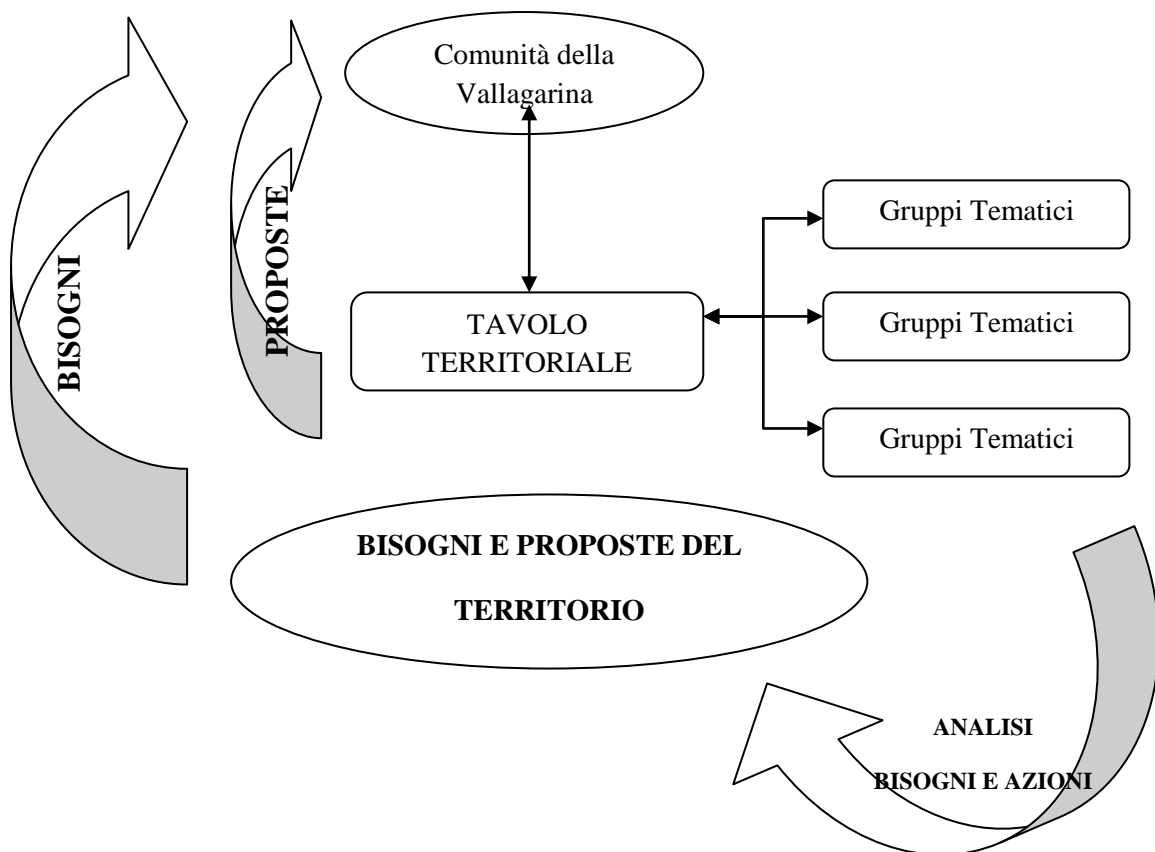 Comunità della
Vallagarina
BISOGNI
PROPOSTE
Gruppi Tematici
TAVOLO
TERRITORIALE
Gruppi Tematici
Gruppi Tematici
BISOGNI E PROPOSTE DEL
TERRITORIO
ANALISI
BISOGNI E AZIONI